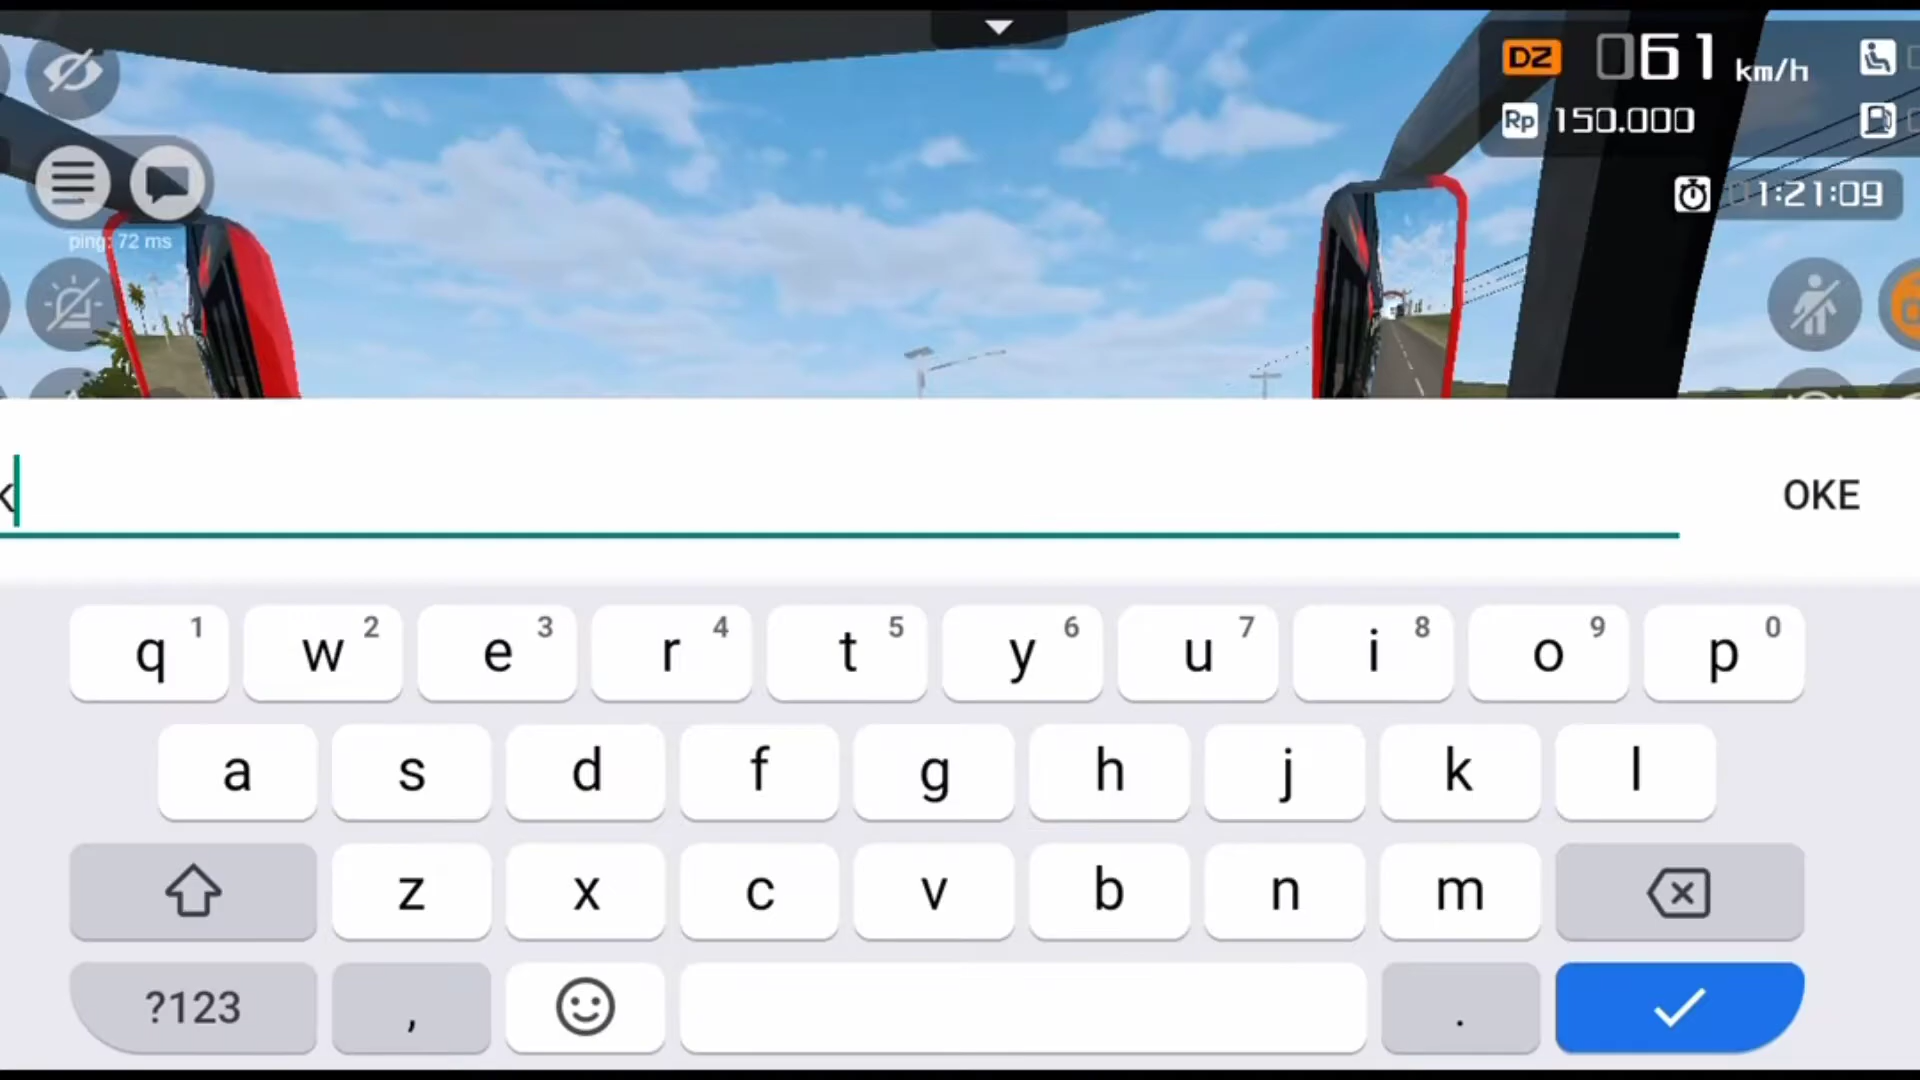 DZ 061 km/h
Rp 150.000
ping: 72 ms
01:21:09
k
OKE
q 1 w 2 e 3 r 4 t 5 y 6 u 7 i 8 o 9 p 0
a s d f g h j k l
z x c v b n m
?123 , .